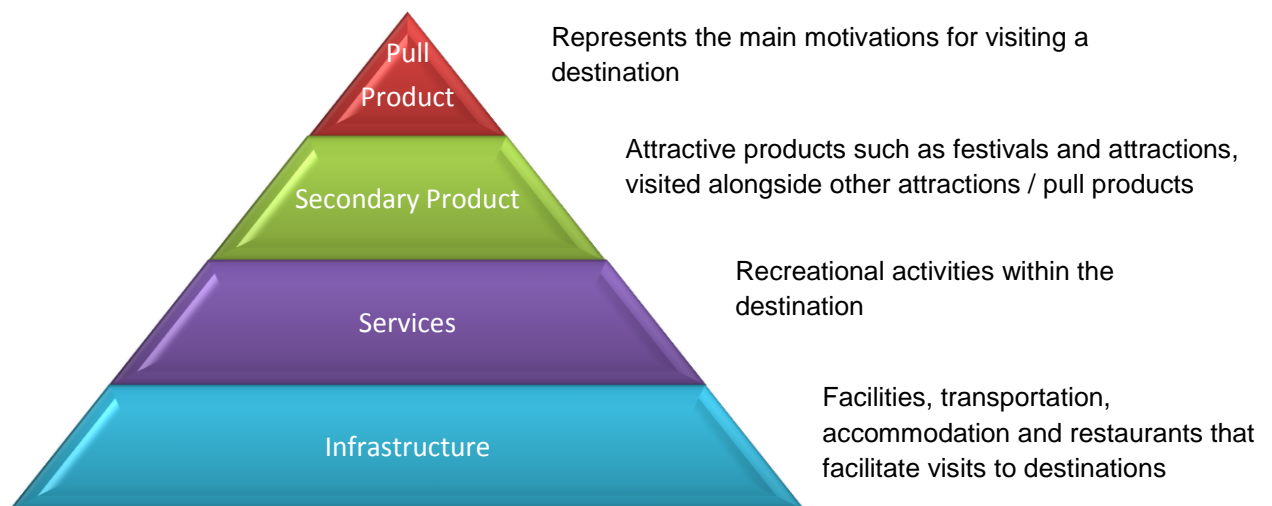 Pull
Product
Represents the main motivations for visiting a
destination
Secondary Product
Attractive products such as festivals and attractions,
visited alongside other attractions / pull products
Services
Recreational activities within the
destination
Infrastructure
Facilities, transportation,
accommodation and restaurants that
facilitate visits to destinations